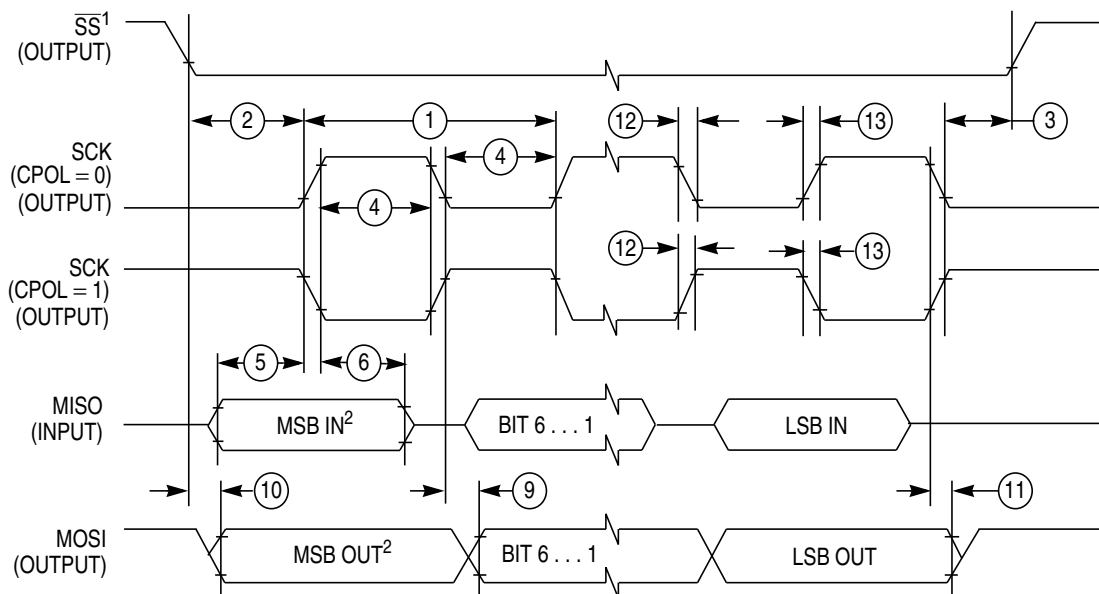 SS¹
(OUTPUT)
2
1
12
13
3
SCK
(CPOL = 0)
(OUTPUT)
4
4
SCK
(CPOL = 1)
(OUTPUT)
12
13
5
6
MISO
(INPUT)
MSB IN²
BIT 6 . . . 1
LSB IN
10
9
11
MOSI
(OUTPUT)
MSB OUT²
BIT 6 . . . 1
LSB OUT